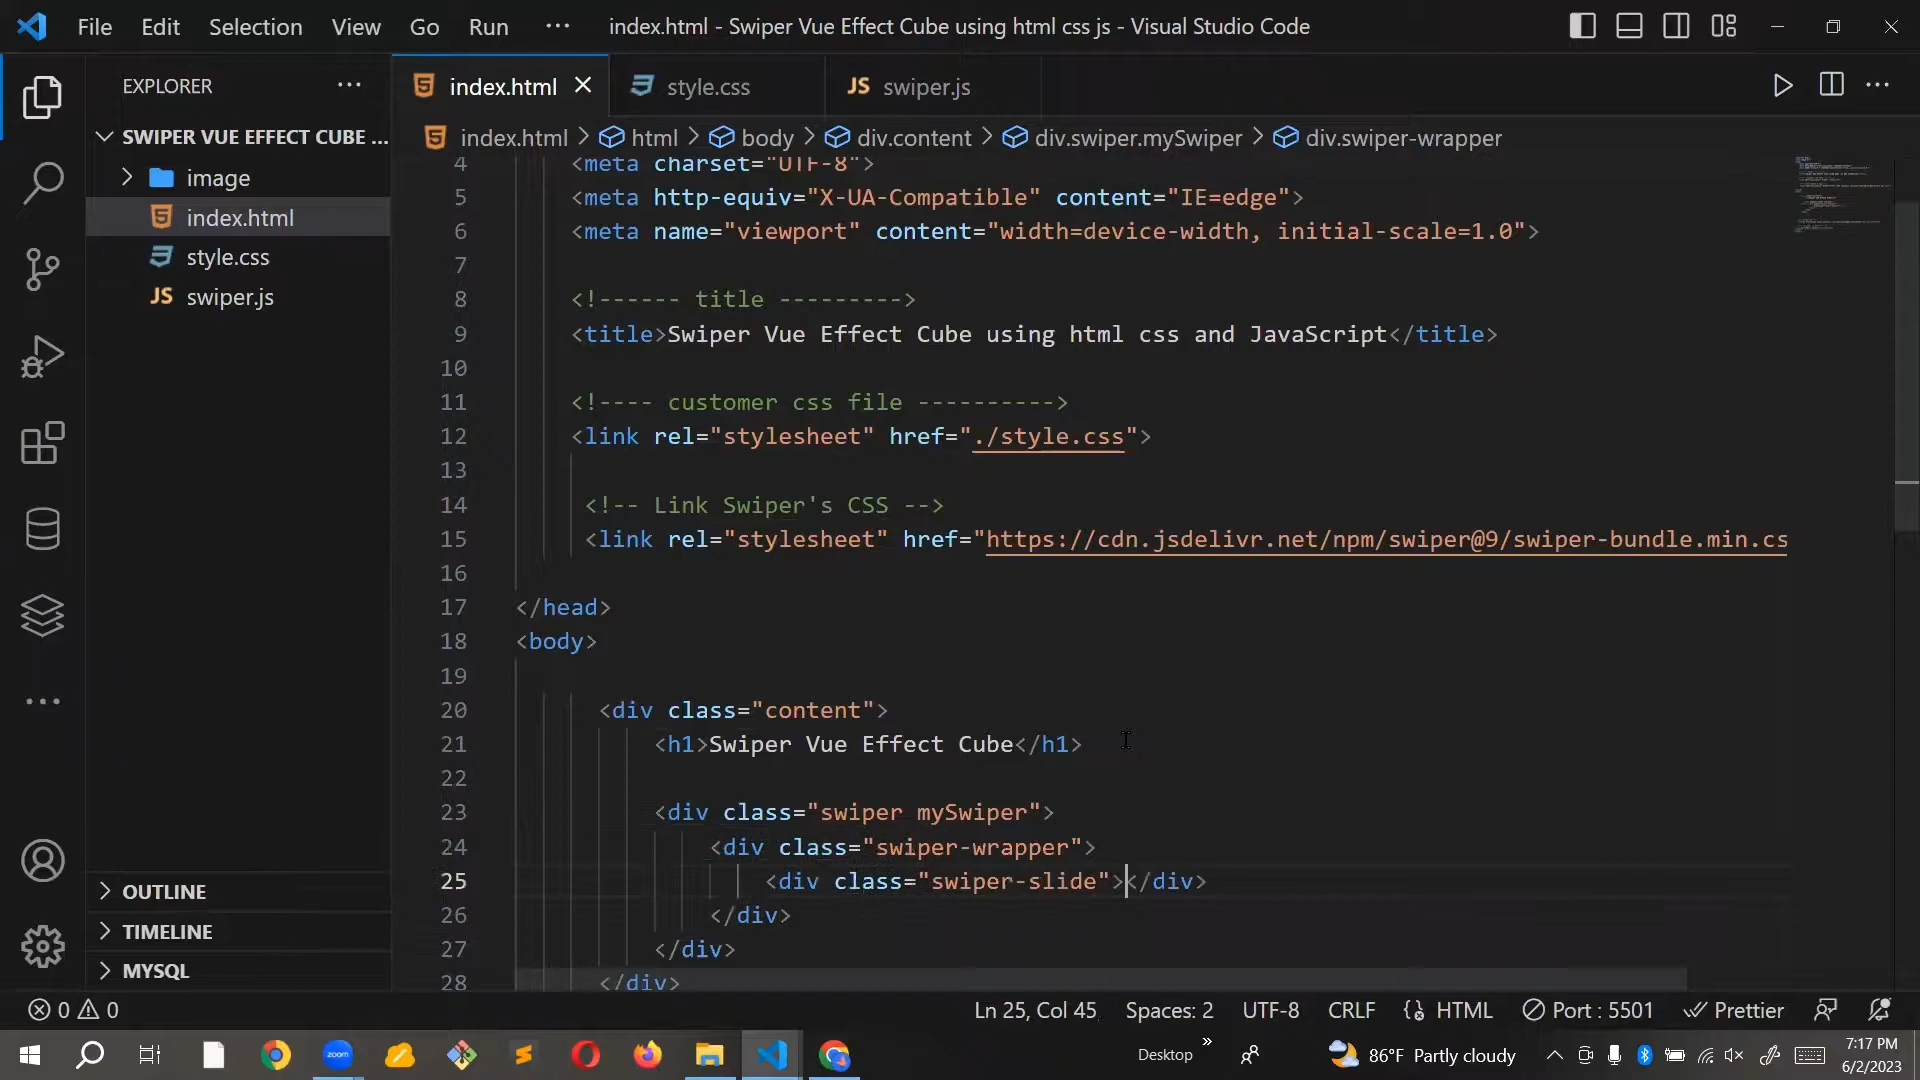 File Edit Selection View Go Run ··· index.html - Swiper Vue Effect Cube using html css js - Visual Studio Code
EXPLORER
index.html style.css JS swiper.js
SWIPER VUE EFFECT CUBE ...
index.html > html > body > div.content > div.swiper.mySwiper > div.swiper-wrapper
image
index.html
style.css
JS swiper.js
4 <meta charset="UTF-8">
5 <meta http-equiv="X-UA-Compatible" content="IE=edge">
6 <meta name="viewport" content="width=device-width, initial-scale=1.0">
7
8 <!------ title --------->
9 <title>Swiper Vue Effect Cube using html css and JavaScript</title>
10
11 <!---- customer css file ---------->
12 <link rel="stylesheet" href="./style.css">
13
14 <!-- Link Swiper's CSS -->
15 <link rel="stylesheet" href="https://cdn.jsdelivr.net/npm/swiper@9/swiper-bundle.min.cs
16
17 </head>
18 <body>
19
20 <div class="content">
21 <h1>Swiper Vue Effect Cube</h1>
22
23 <div class="swiper mySwiper">
24 <div class="swiper-wrapper">
25 <div class="swiper-slide"></div>
26 </div>
27 </div>
28 </div>
OUTLINE
TIMELINE
MYSQL
0 0 Ln 25, Col 45 Spaces: 2 UTF-8 CRLF HTML Port : 5501 Prettier
zoom Desktop 86°F Partly cloudy 7:17 PM
6/2/2023